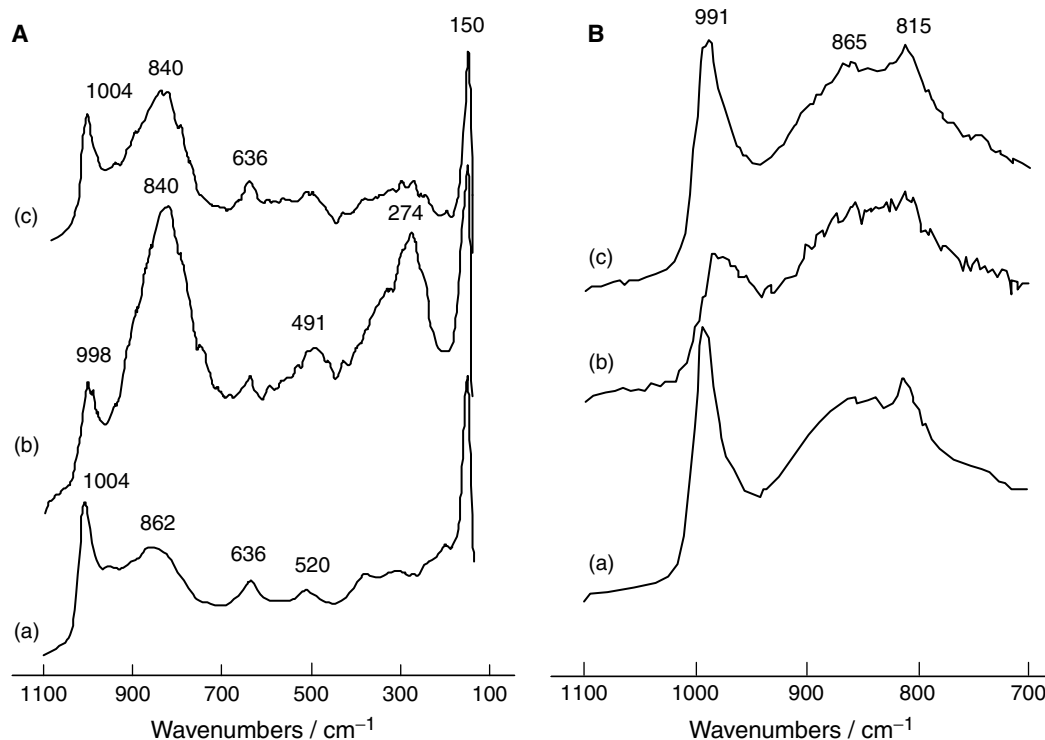 A
150
1004
840
636
(c)
840
274
998
491
(b)
1004
862
636
520
(a)
1100 900 700 500 300 100
Wavenumbers / cm⁻¹
B
991
865
815
(c)
(b)
(a)
1100 1000 900 800 700
Wavenumbers / cm⁻¹